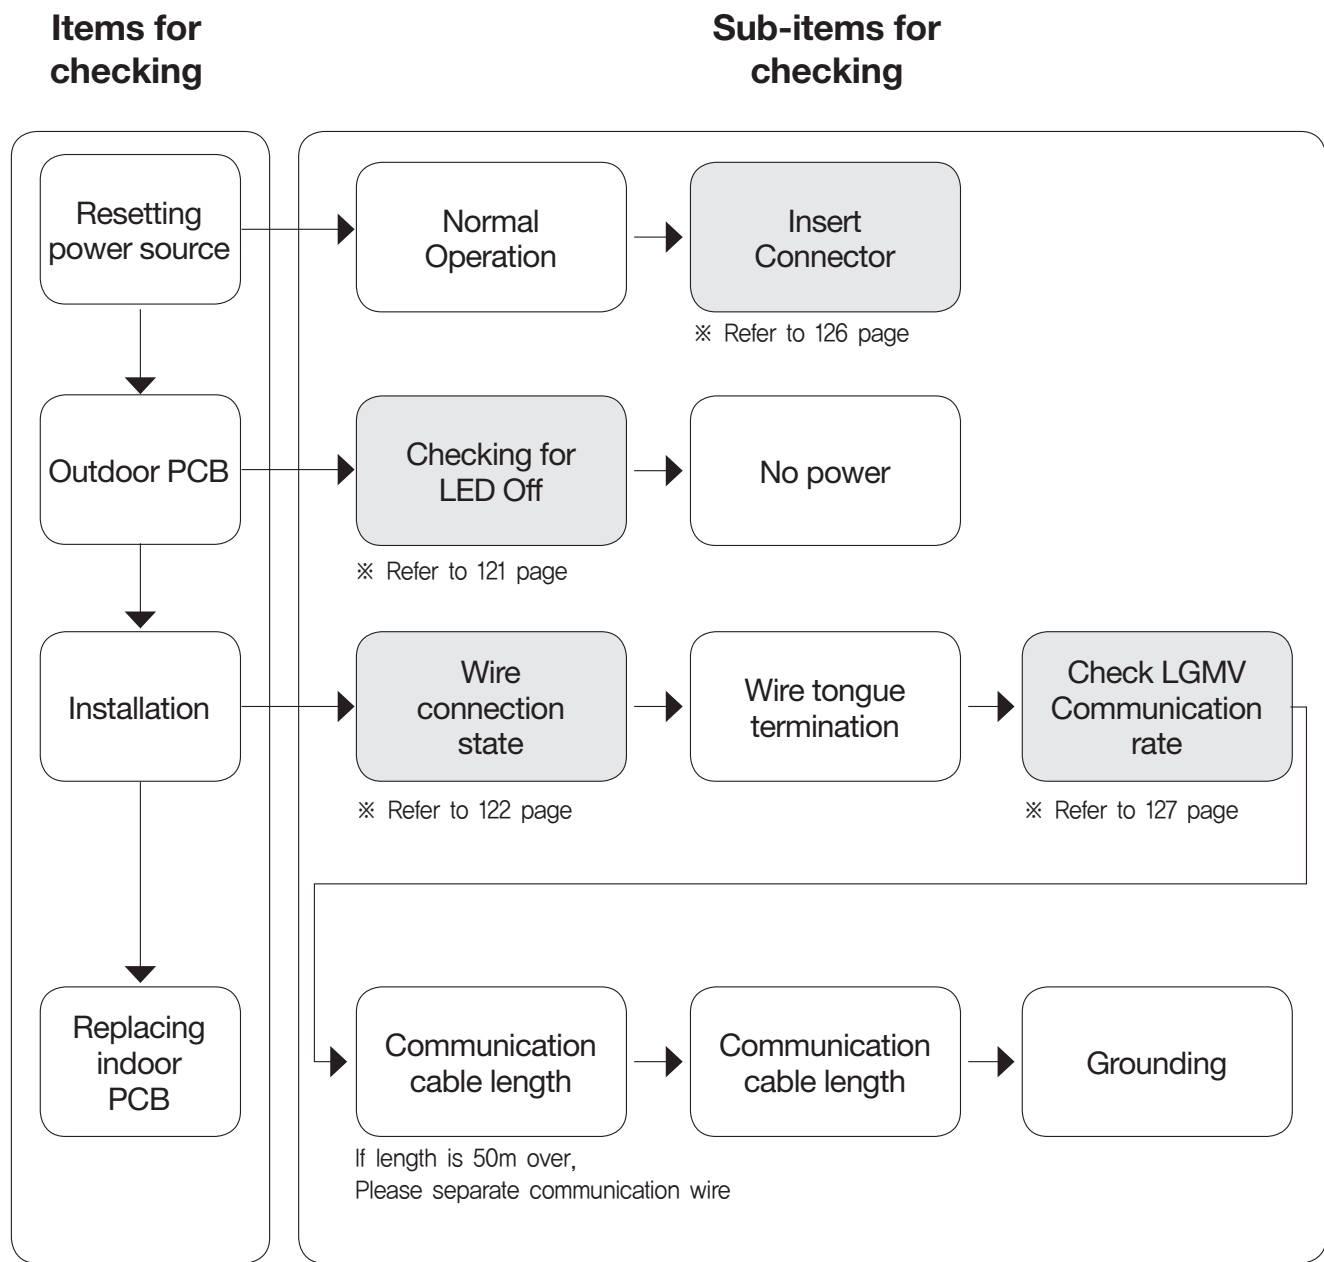 Items for
checking
Sub-items for
checking
Resetting
power source
Normal
Operation
Insert
Connector
※ Refer to 126 page
Outdoor PCB
Checking for
LED Off
No power
※ Refer to 121 page
Installation
Wire
connection
state
Wire tongue
termination
Check LGMV
Communication
rate
※ Refer to 122 page
※ Refer to 127 page
Replacing
indoor
PCB
Communication
cable length
Communication
cable length
Grounding
If length is 50m over,
Please separate communication wire